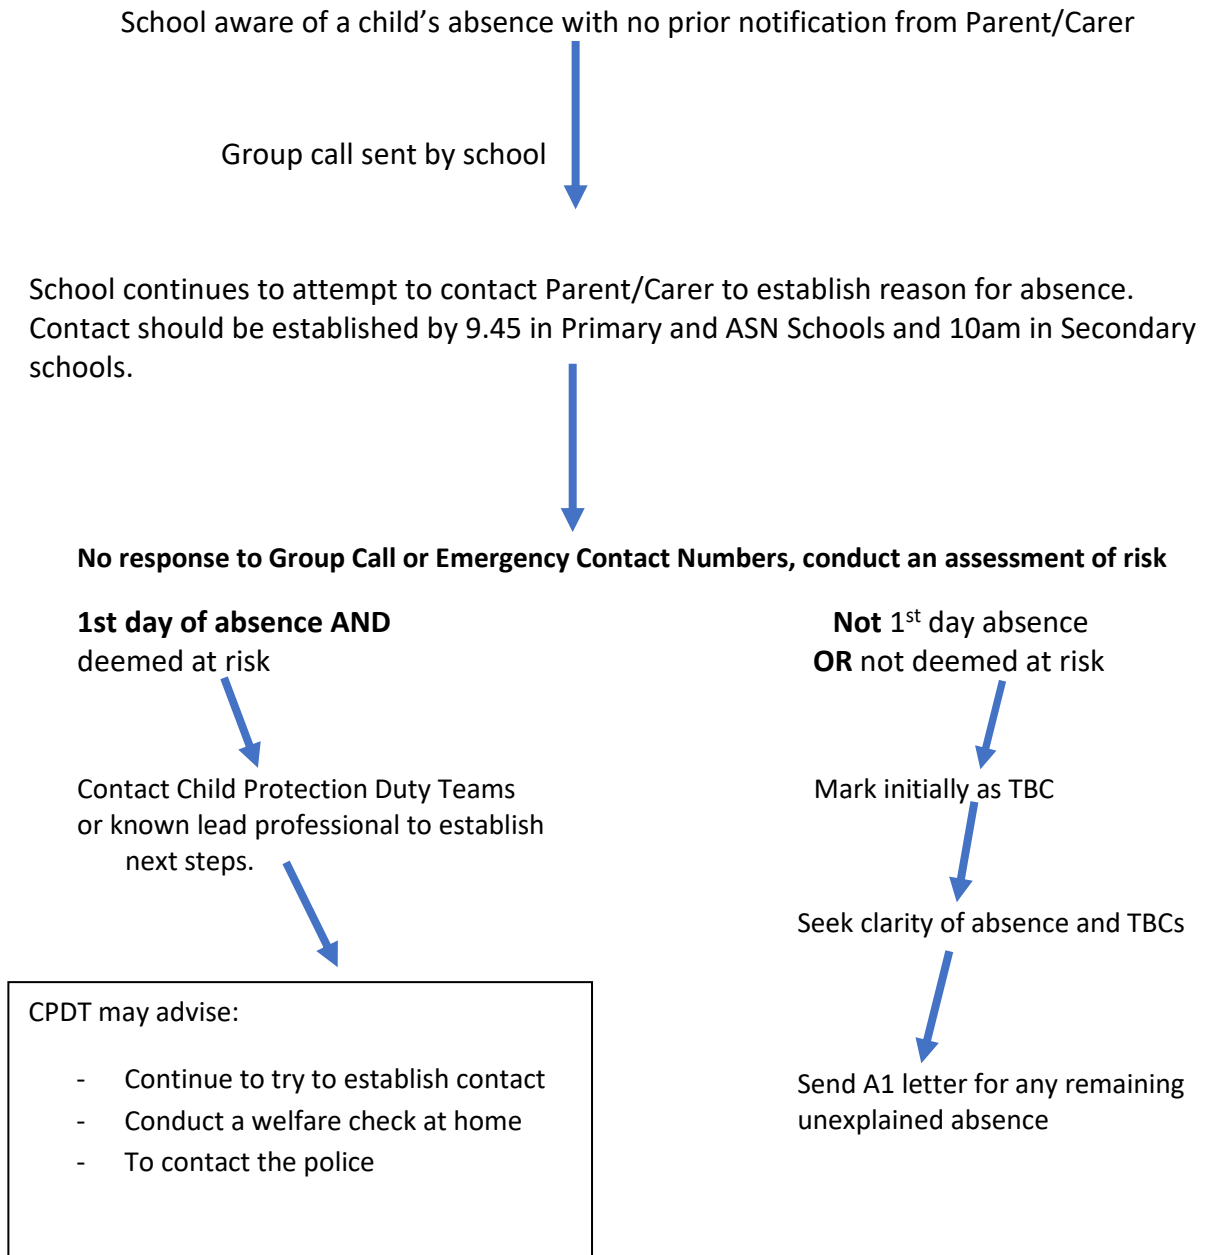 School aware of a child’s absence with no prior notification from Parent/Carer
Group call sent by school
School continues to attempt to contact Parent/Carer to establish reason for absence.
Contact should be established by 9.45 in Primary and ASN Schools and 10am in Secondary
schools.
No response to Group Call or Emergency Contact Numbers, conduct an assessment of risk
1st day of absence AND
deemed at risk
Not 1st day absence
OR not deemed at risk
Contact Child Protection Duty Teams
or known lead professional to establish
next steps.
Mark initially as TBC
Seek clarity of absence and TBCs
CPDT may advise:
- Continue to try to establish contact
- Conduct a welfare check at home
- To contact the police
Send A1 letter for any remaining
unexplained absence